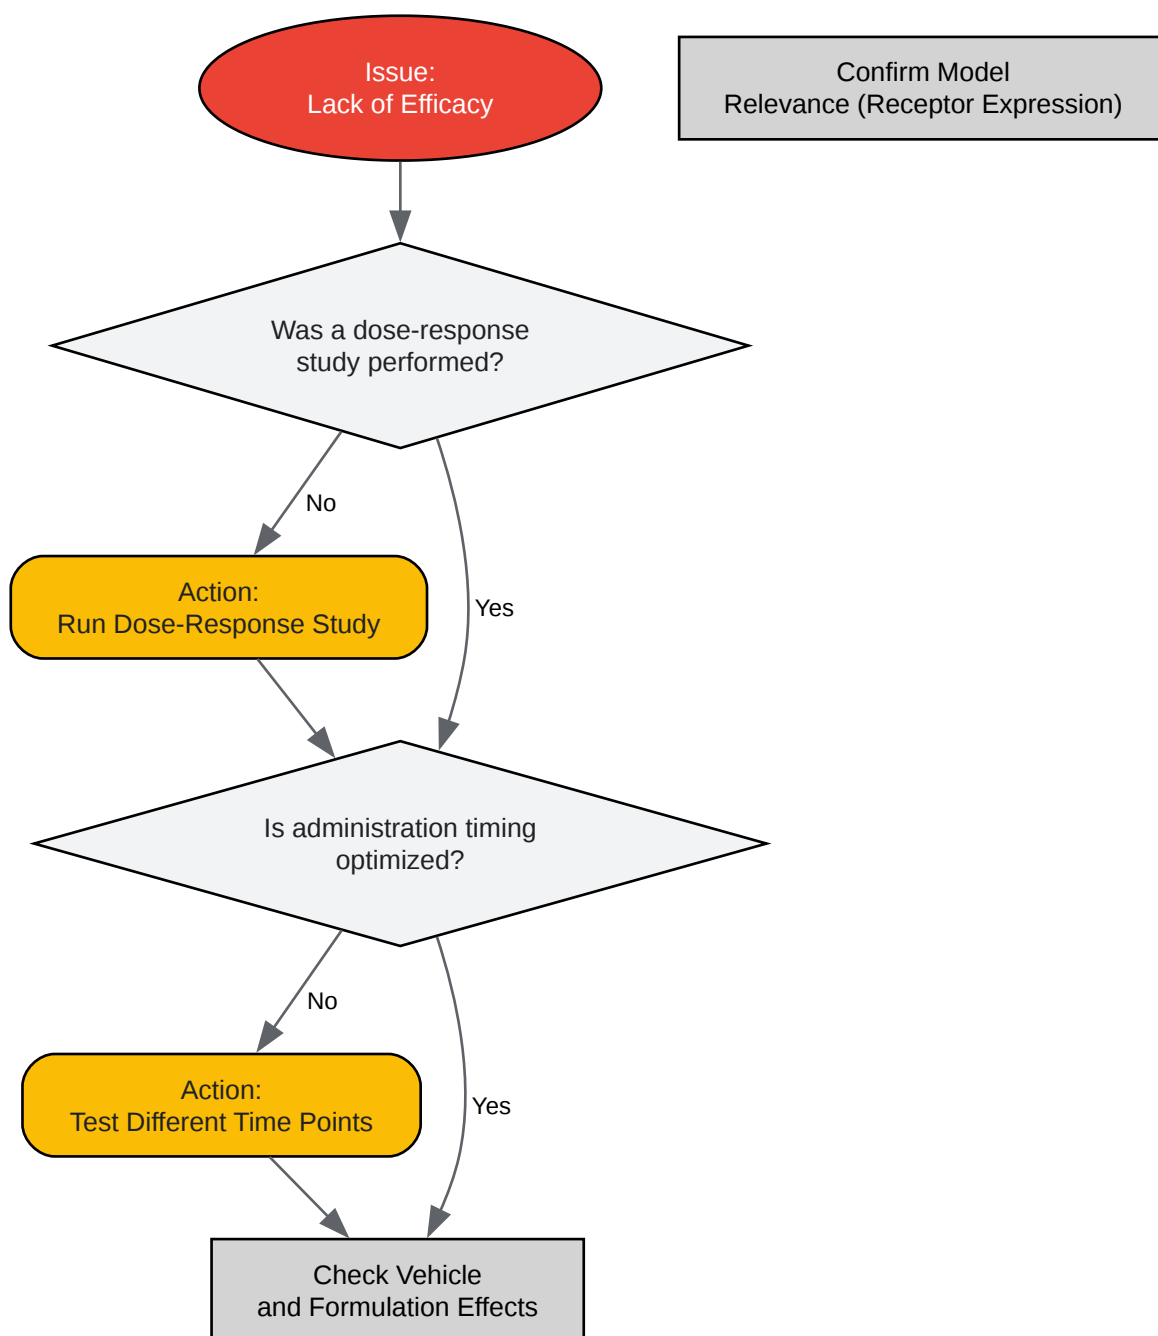 Issue:
Lack of Efficacy
Confirm Model
Relevance (Receptor Expression)
Was a dose-response
study performed?
No
Action:
Run Dose-Response Study
Yes
Is administration timing
optimized?
No
Action:
Test Different Time Points
Yes
Check Vehicle
and Formulation Effects